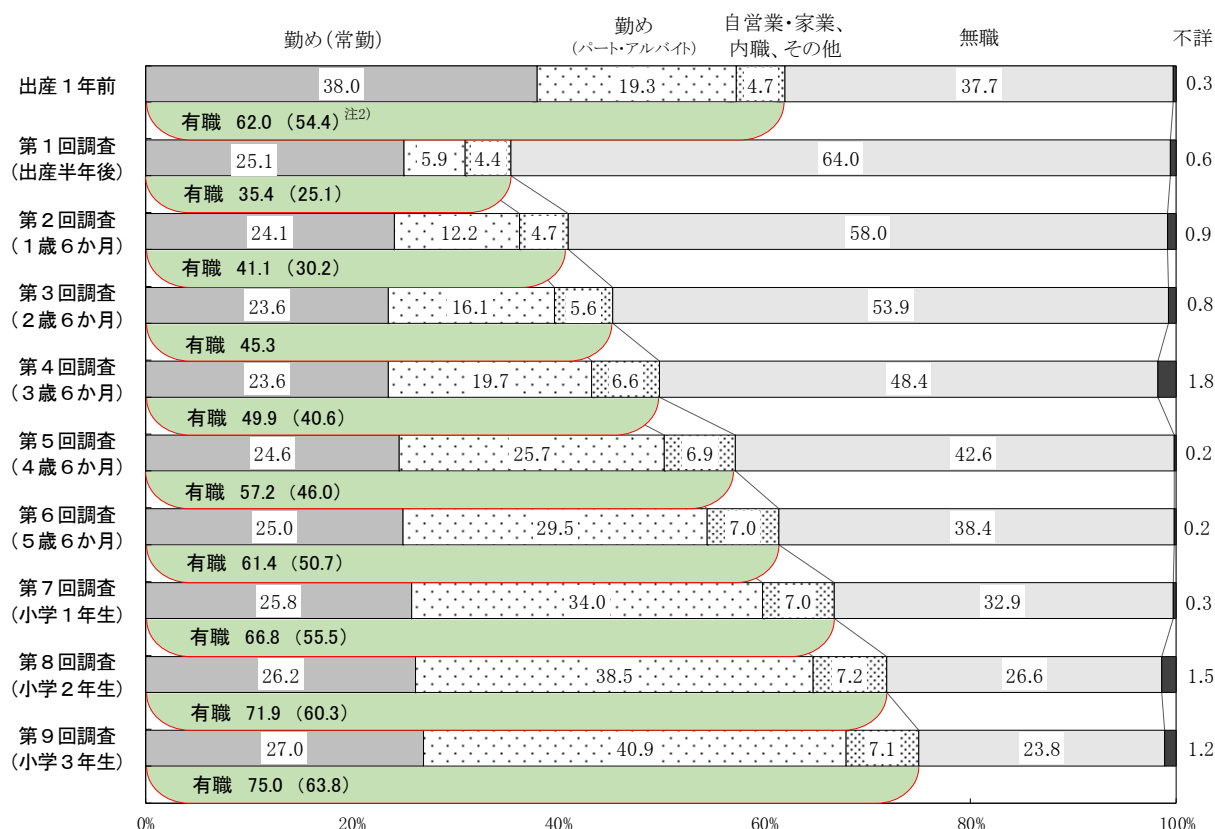 勤め（常勤）
勤め
（パート・アルバイト）
自営業・家業、
内職、その他
無職
不詳
出産１年前
38.0 19.3 4.7 37.7 0.3
有職 62.0 （54.4）注2)
第１回調査
（出産半年後）
25.1 5.9 4.4 64.0 0.6
有職 35.4 （25.1）
第２回調査
（１歳６か月）
24.1 12.2 4.7 58.0 0.9
有職 41.1 （30.2）
第３回調査
（２歳６か月）
23.6 16.1 5.6 53.9 0.8
有職 45.3
第４回調査
（３歳６か月）
23.6 19.7 6.6 48.4 1.8
有職 49.9 （40.6）
第５回調査
（４歳６か月）
24.6 25.7 6.9 42.6 0.2
有職 57.2 （46.0）
第６回調査
（５歳６か月）
25.0 29.5 7.0 38.4 0.2
有職 61.4 （50.7）
第７回調査
（小学１年生）
25.8 34.0 7.0 32.9 0.3
有職 66.8 （55.5）
第８回調査
（小学２年生）
26.2 38.5 7.2 26.6 1.5
有職 71.9 （60.3）
第９回調査
（小学３年生）
27.0 40.9 7.1 23.8 1.2
有職 75.0 （63.8）
0% 20% 40% 60% 80% 100%